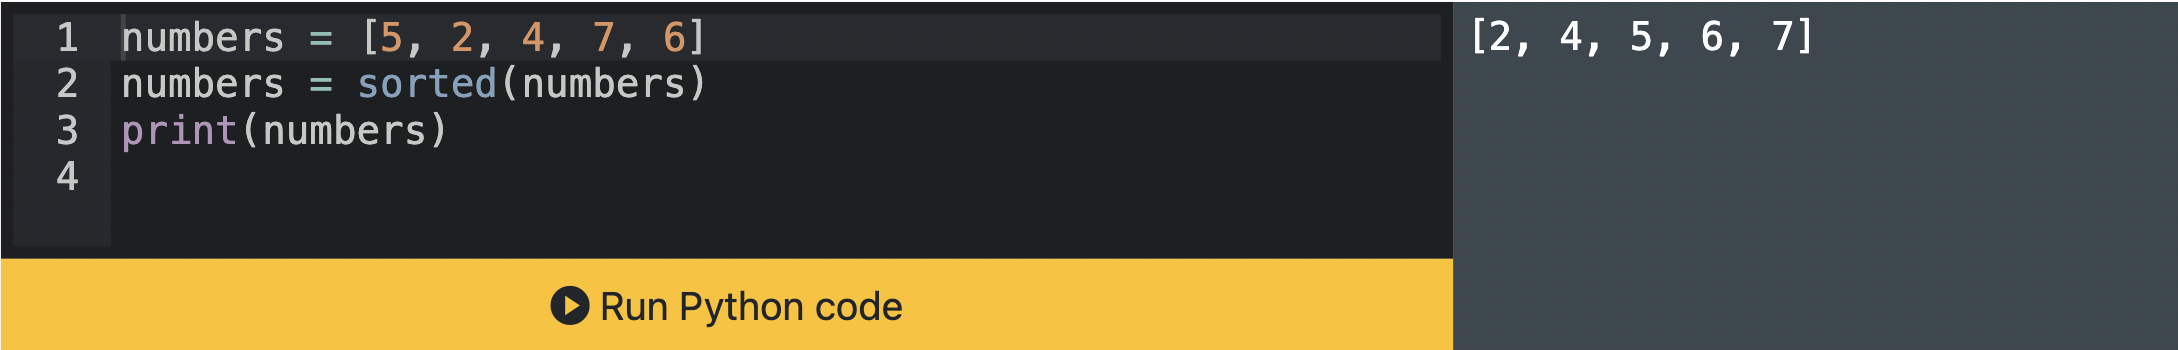 1 numbers = [5, 2, 4, 7, 6]
2 numbers = sorted(numbers)
3 print(numbers)
4
Run Python code
[2, 4, 5, 6, 7]